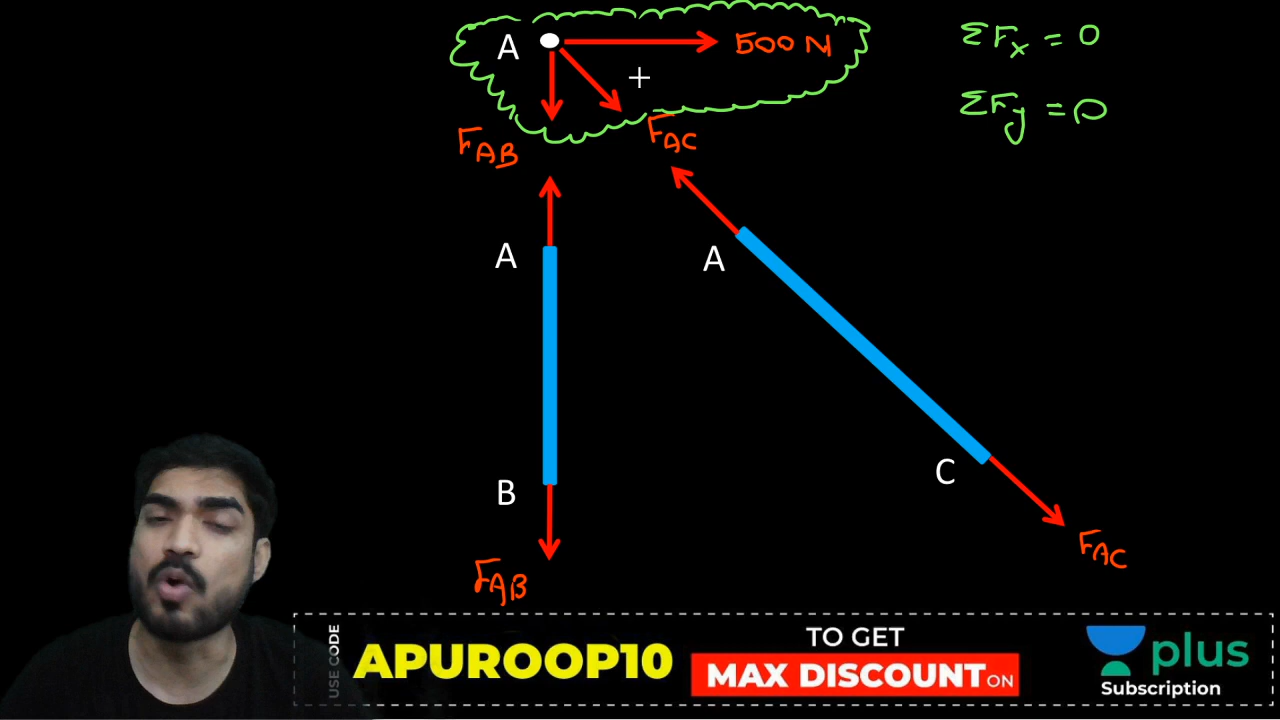 A
500 N
ΣFx = 0
ΣFy = 0
FAB
FAC
A
A
B
C
FAB
FAC
USE CODE
APUROOP10
TO GET
MAX DISCOUNT ON
plus
Subscription